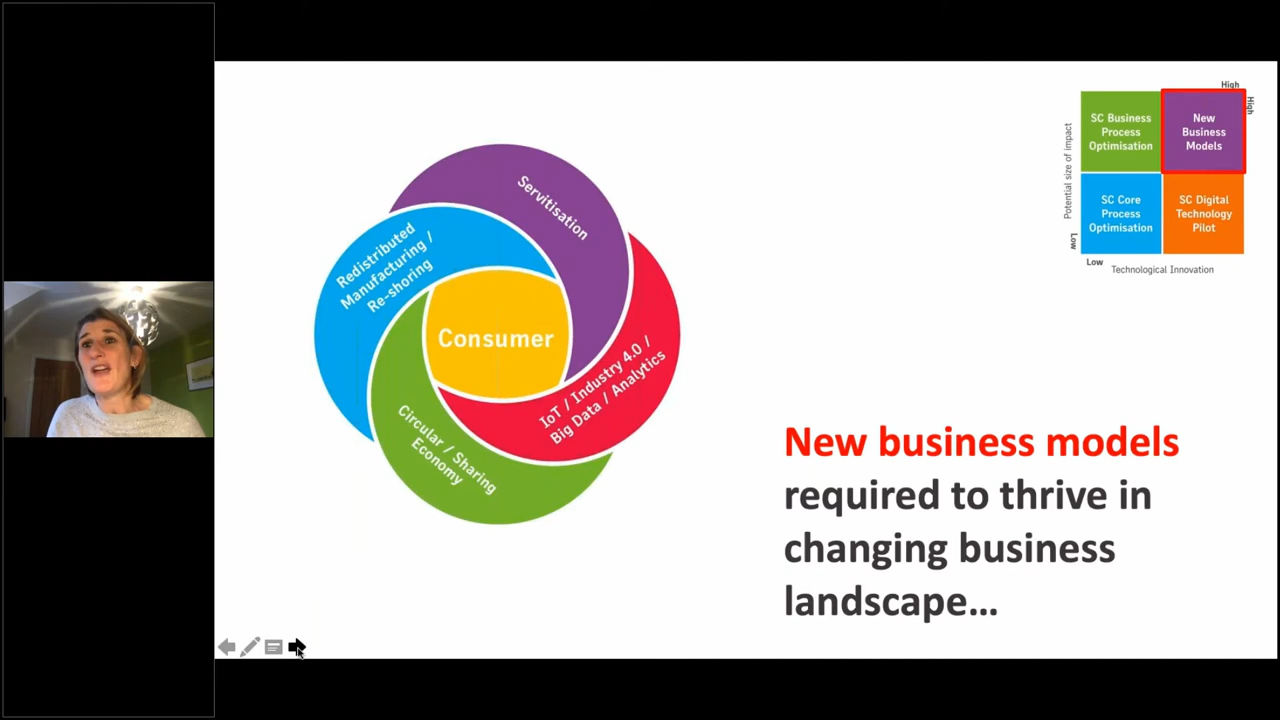 Servitisation
Redistributed
Manufacturing /
Re-shoring
Consumer
IoT / Industry 4.0 /
Big Data / Analytics
Circular / Sharing
Economy
High
High
SC Business
Process
Optimisation
New
Business
Models
Potential size of impact
SC Core
Process
Optimisation
SC Digital
Technology
Pilot
Low
Low
Technological Innovation
New business models
required to thrive in
changing business
landscape...